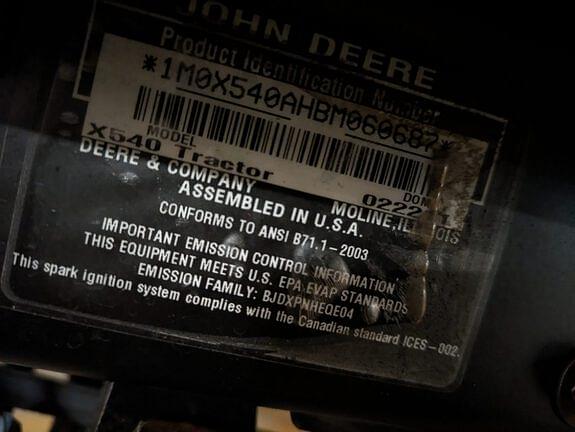 JOHN DEERE
Product Identification Number
*1M0X540AHBM060687*
MODEL
X540 Tractor
DOM
0222
DEERE & COMPANY MOLINE, ILLINOIS
ASSEMBLED IN U.S.A.
CONFORMS TO ANSI B71.1-2003
IMPORTANT EMISSION CONTROL INFORMATION
THIS EQUIPMENT MEETS U.S. EPA EVAP STANDARDS
EMISSION FAMILY: BJDXPNHEQE04
This spark ignition system complies with the Canadian standard ICES-002.